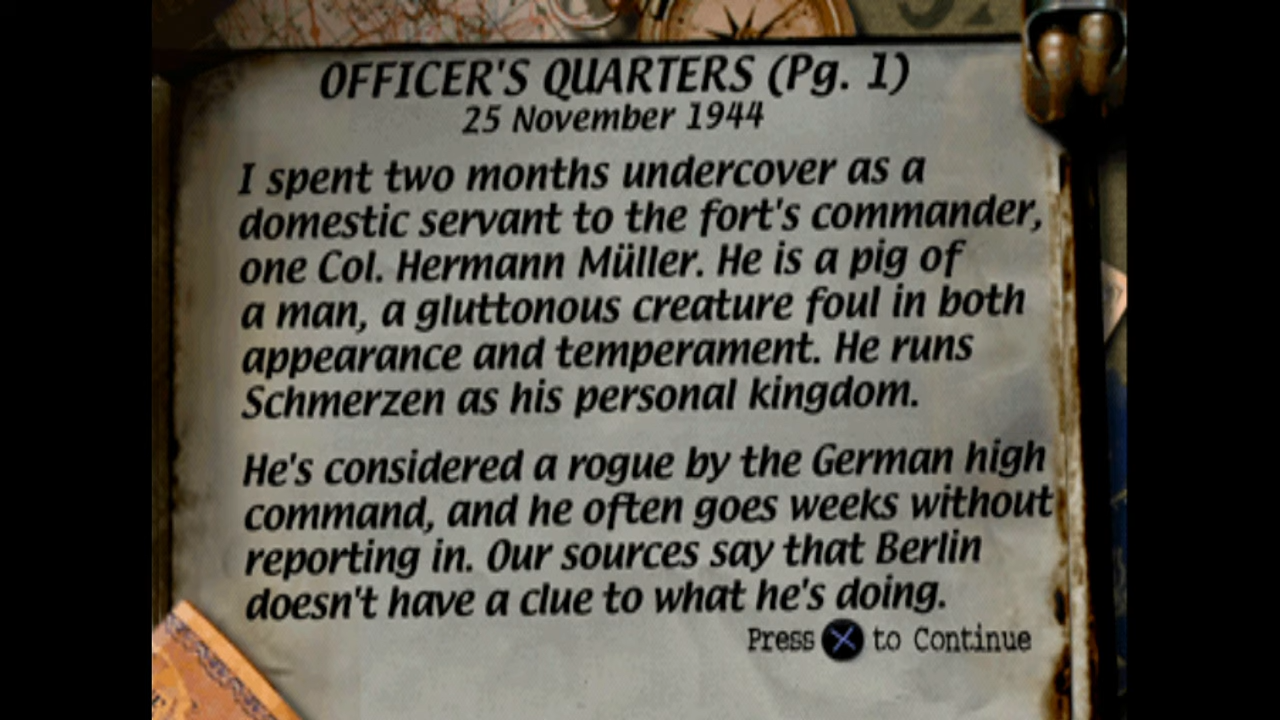 OFFICER'S QUARTERS (Pg. 1)
25 November 1944
I spent two months undercover as a
domestic servant to the fort's commander,
one Col. Hermann Müller. He is a pig of
a man, a gluttonous creature foul in both
appearance and temperament. He runs
Schmerzen as his personal kingdom.
He's considered a rogue by the German high
command, and he often goes weeks without
reporting in. Our sources say that Berlin
doesn't have a clue to what he's doing.
Press X to Continue